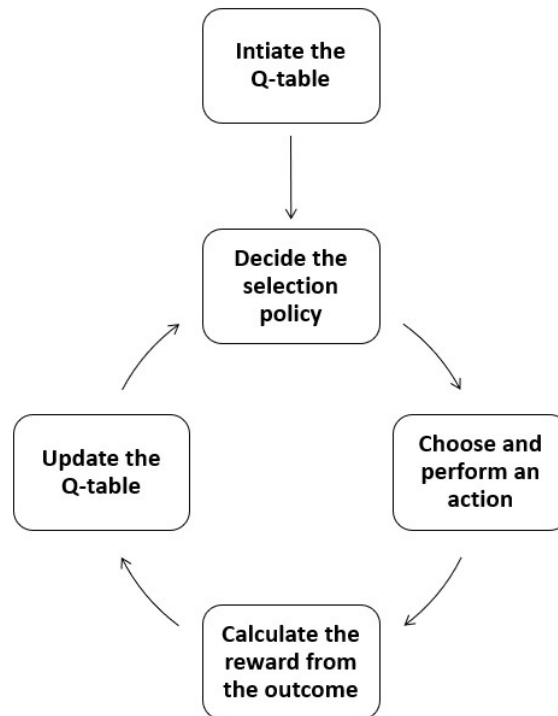 Intiate the
Q-table
Decide the
selection
policy
Choose and
perform an
action
Calculate the
reward from
the outcome
Update the
Q-table